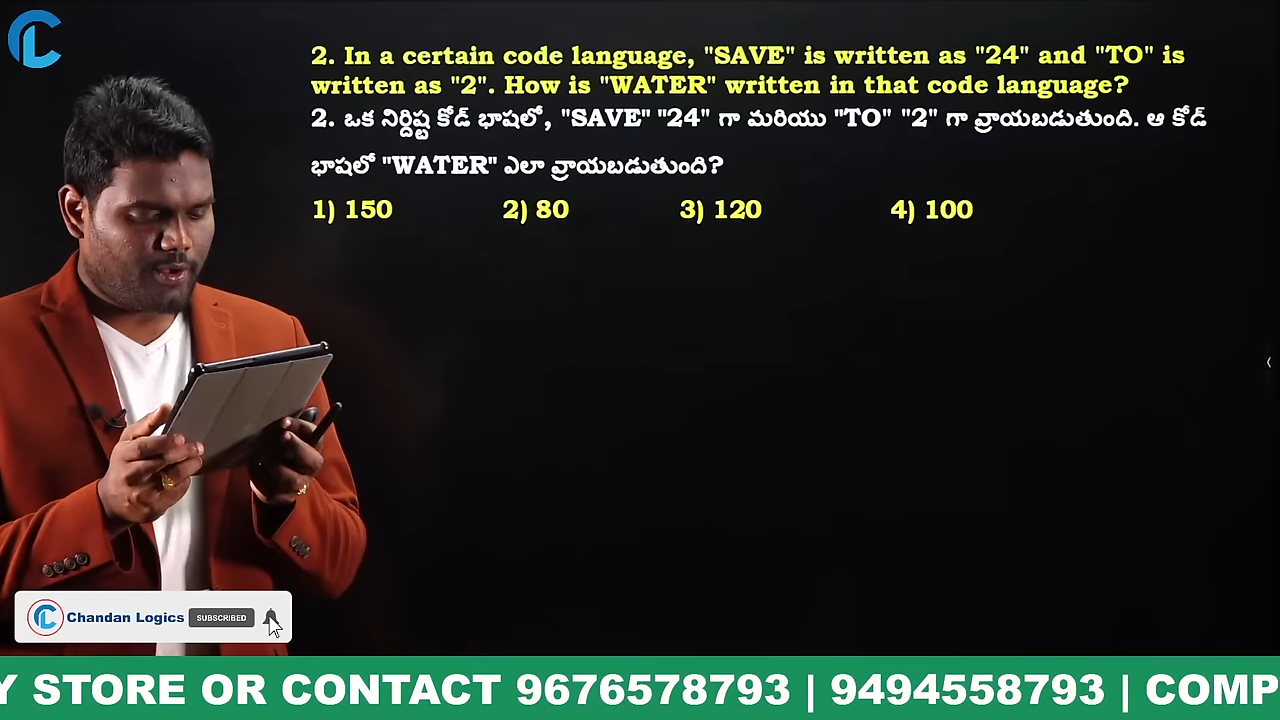 2. In a certain code language, "SAVE" is written as "24" and "TO" is
written as "2". How is "WATER" written in that code language?
2. ఒక నిర్దిష్ట కోడ్ భాషలో, "SAVE" "24" గా మరియు "TO" "2" గా వ్రాయబడుతుంది. ఆ కోడ్
భాషలో "WATER" ఎలా వ్రాయబడుతుంది?
1) 150 2) 80 3) 120 4) 100
Chandan Logics SUBSCRIBED
Y STORE OR CONTACT 9676578793 | 9494558793 | COMP